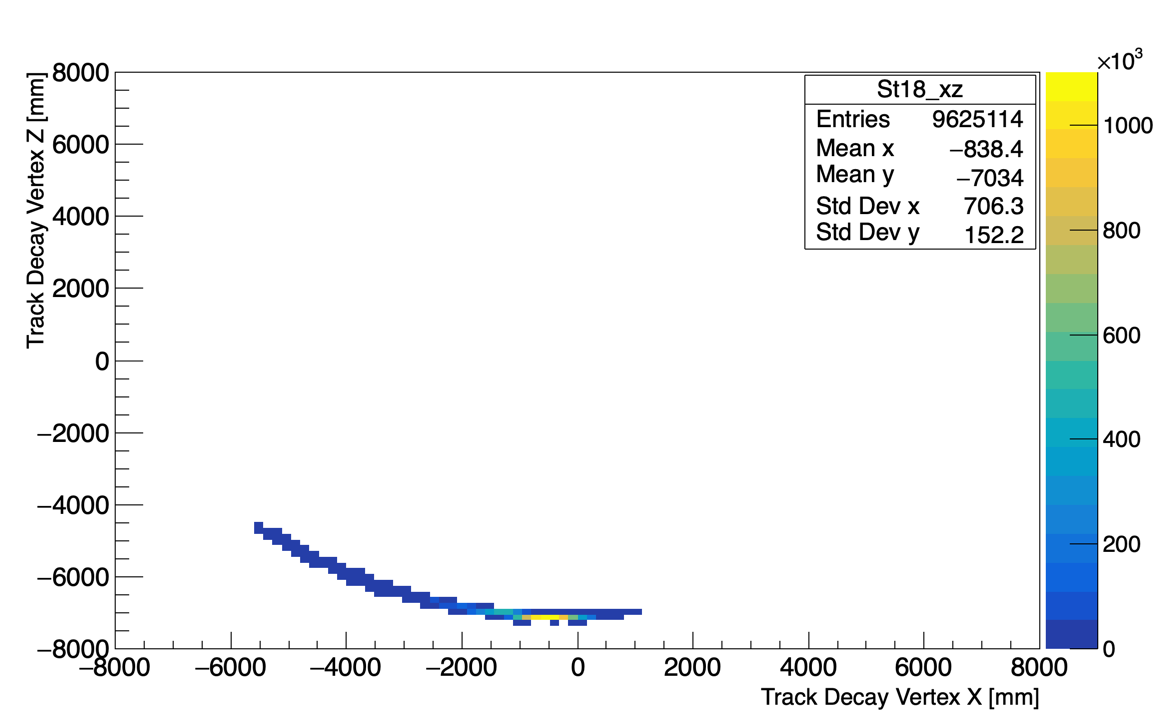 ×10³
St18_xz
Entries 9625114
Mean x −838.4
Mean y −7034
Std Dev x 706.3
Std Dev y 152.2
Track Decay Vertex Z [mm]
8000
6000
4000
2000
0
−2000
−4000
−6000
−8000
1000
800
600
400
200
0
−8000 −6000 −4000 −2000 0 2000 4000 6000 8000
Track Decay Vertex X [mm]